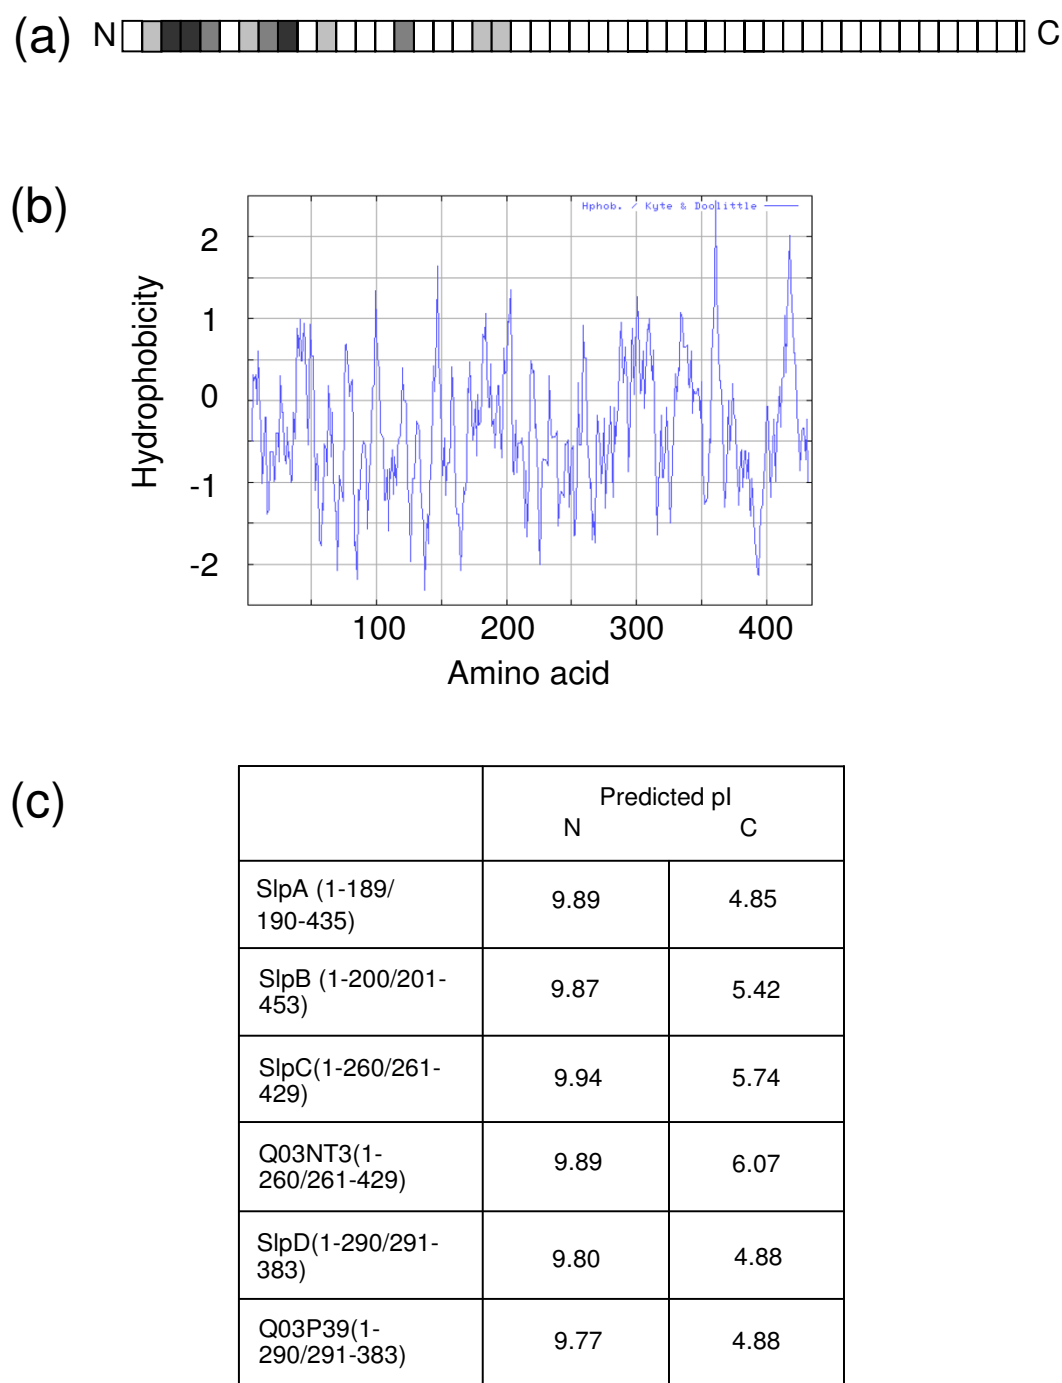 (a) N C
(b)
Hphob. / Kyte & Doolittle
2
1
0
-1
-2
Hydrophobicity
100 200 300 400
Amino acid
(c)
Predicted pI
N C
SlpA (1-189/
190-435) 9.89 4.85
SlpB (1-200/201-
453) 9.87 5.42
SlpC(1-260/261-
429) 9.94 5.74
Q03NT3(1-
260/261-429) 9.89 6.07
SlpD(1-290/291-
383) 9.80 4.88
Q03P39(1-
290/291-383) 9.77 4.88